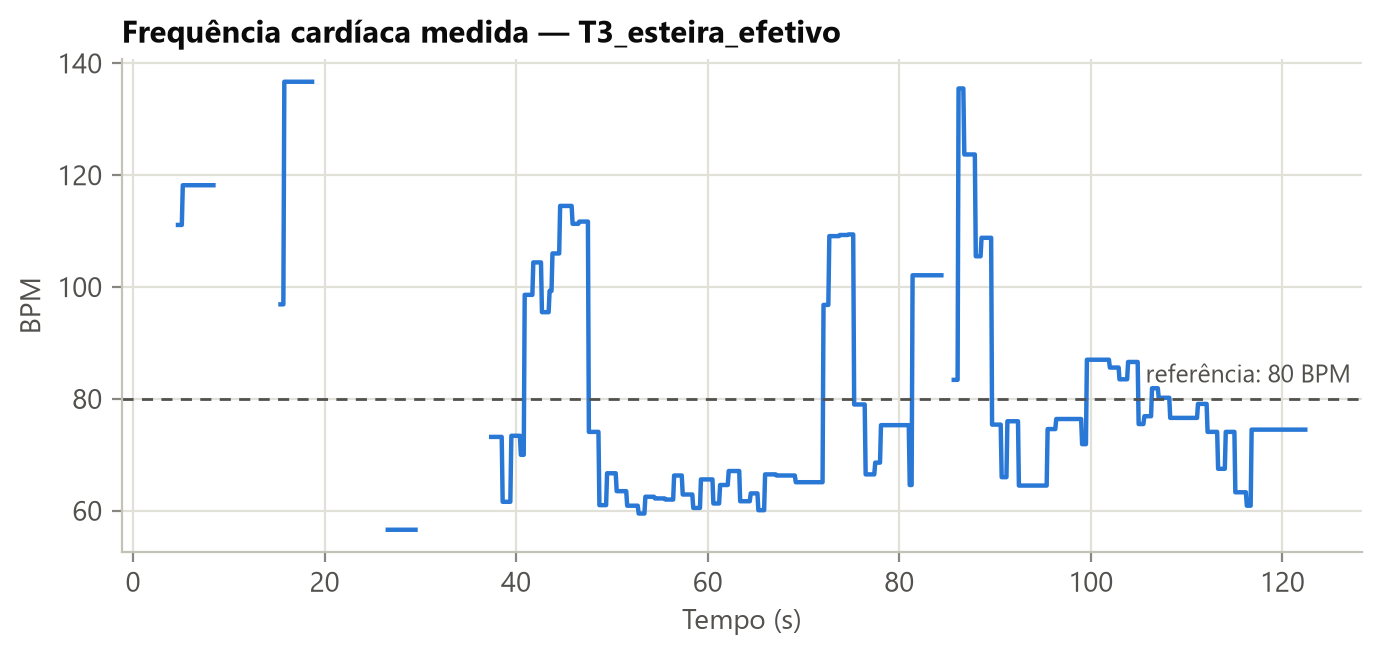 Frequência cardíaca medida — T3_esteira_efetivo
140
120
100
80
60
BPM
referência: 80 BPM
0 20 40 60 80 100 120
Tempo (s)